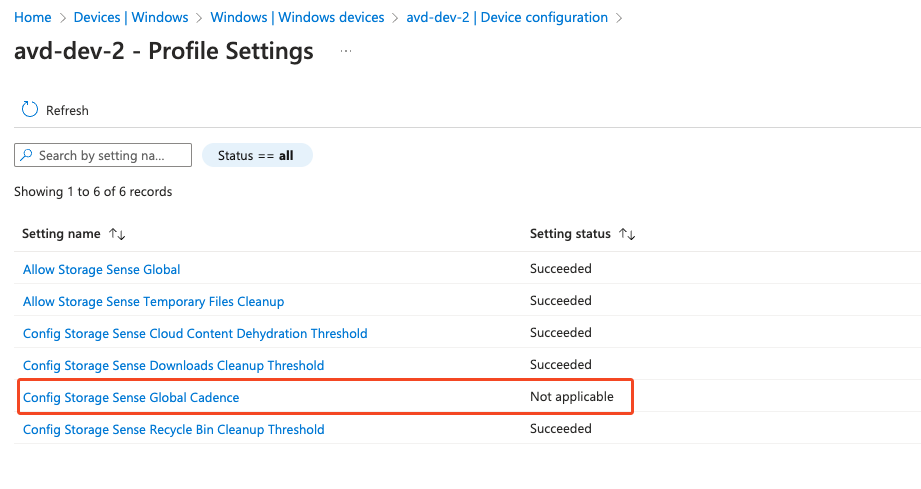 Home > Devices | Windows > Windows | Windows devices > avd-dev-2 | Device configuration >
avd-dev-2 - Profile Settings ...
Refresh
Search by setting na... Status == all
Showing 1 to 6 of 6 records
Setting name ↑↓ Setting status ↑↓
Allow Storage Sense Global Succeeded
Allow Storage Sense Temporary Files Cleanup Succeeded
Config Storage Sense Cloud Content Dehydration Threshold Succeeded
Config Storage Sense Downloads Cleanup Threshold Succeeded
Config Storage Sense Global Cadence Not applicable
Config Storage Sense Recycle Bin Cleanup Threshold Succeeded